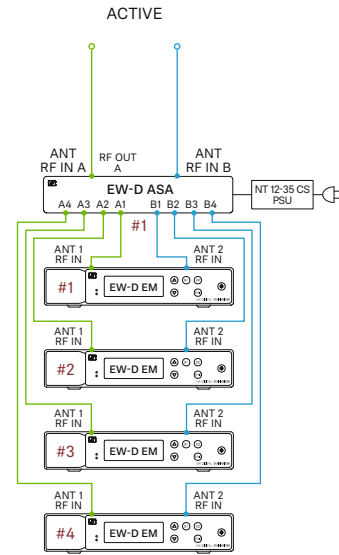 ACTIVE
ANT
RF IN A
RF OUT
A
ANT
RF IN B
EW-D ASA
A4 A3 A2 A1 B1 B2 B3 B4
NT 12-35 CS
PSU
#1
ANT 1
RF IN
ANT 2
RF IN
#1
EW-D EM
ANT 1
RF IN
ANT 2
RF IN
#2
EW-D EM
ANT 1
RF IN
ANT 2
RF IN
#3
EW-D EM
ANT 1
RF IN
ANT 2
RF IN
#4
EW-D EM